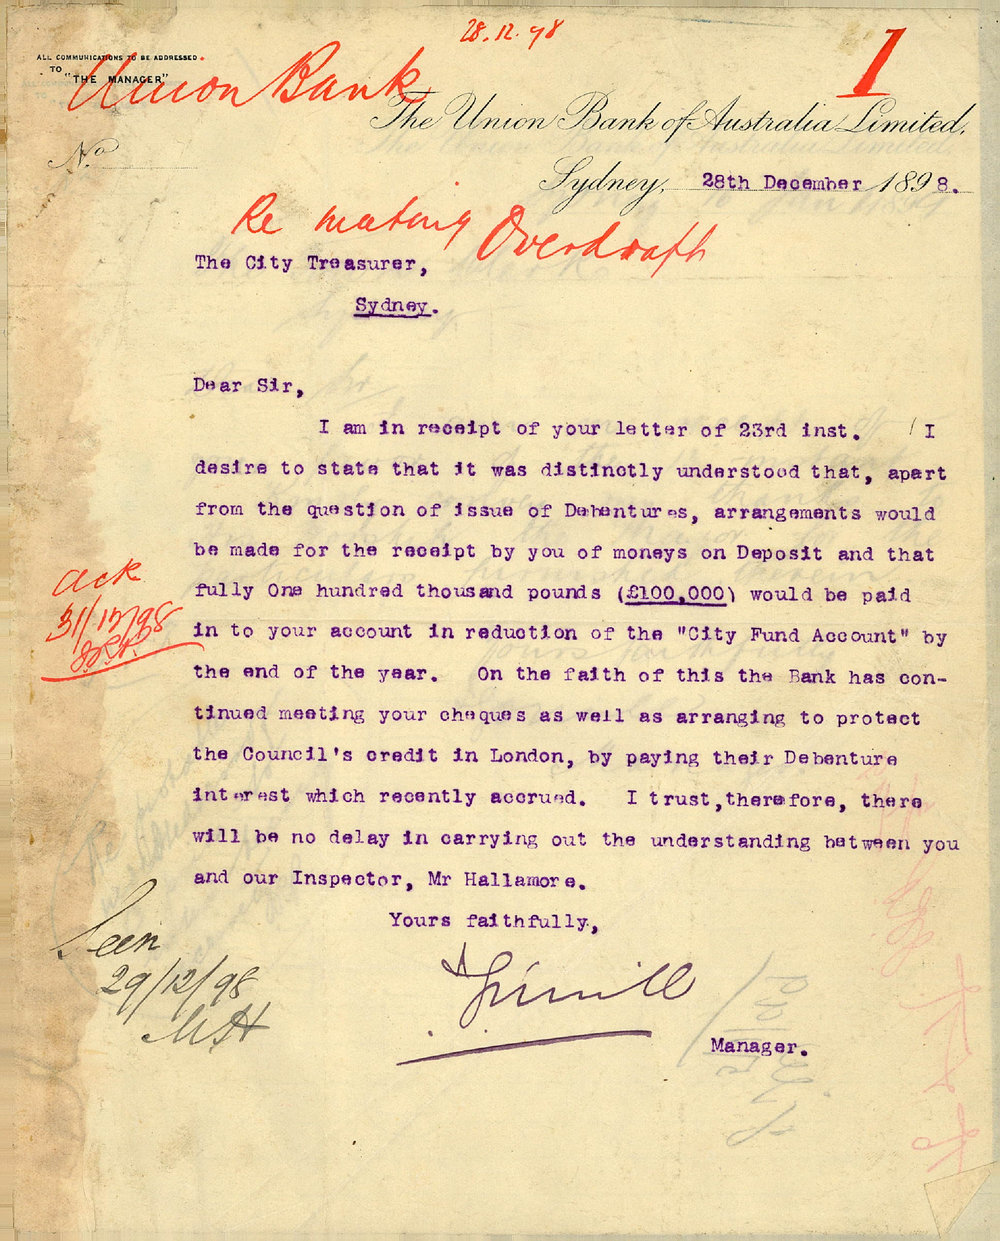 28.12.98
1
ALL COMMUNICATIONS TO BE ADDRESSED
TO "THE MANAGER"
Union Bank
The Union Bank of Australia Limited,
No
Sydney, 28th December 1898.
Re making Overdraft
The City Treasurer,
Sydney.
Dear Sir,
I am in receipt of your letter of 23rd inst. I
desire to state that it was distinctly understood that, apart
from the question of issue of Debentures, arrangements would
be made for the receipt by you of moneys on Deposit and that
fully One hundred thousand pounds (£100,000) would be paid
in to your account in reduction of the "City Fund Account" by
the end of the year. On the faith of this the Bank has con-
tinued meeting your cheques as well as arranging to protect
the Council's credit in London, by paying their Debenture
interest which recently accrued. I trust,therefore, there
will be no delay in carrying out the understanding between you
and our Inspector, Mr Hallamore.
Yours faithfully,
Manager.
Ack
31/12/98
Seen
29/12/98